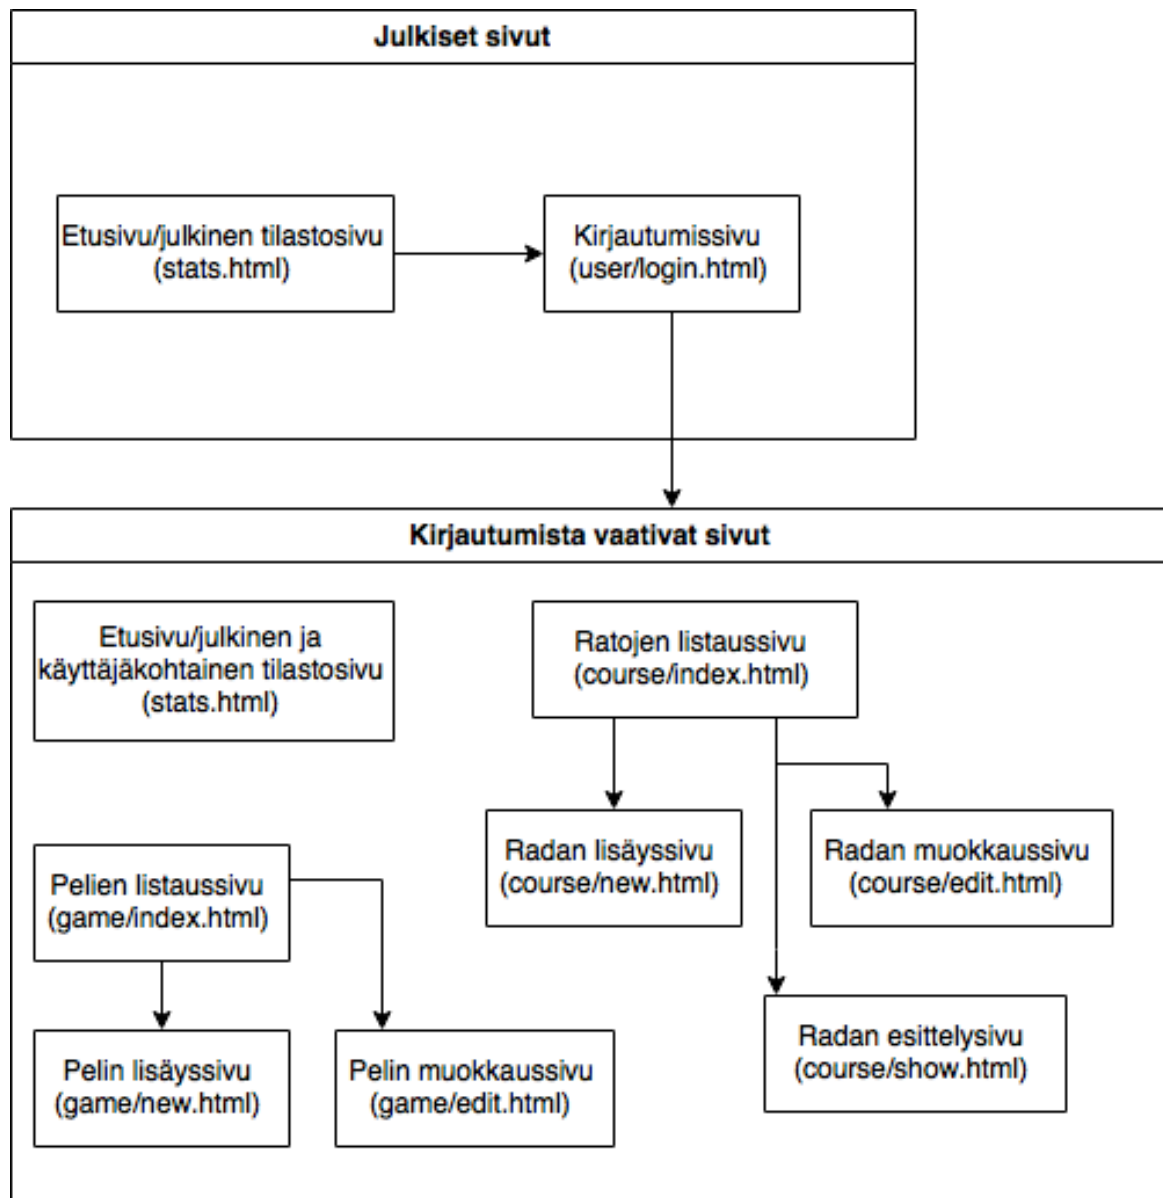 Julkiset sivut
Etusivu/julkinen tilastosivu
(stats.html)
Kirjautumissivu
(user/login.html)
Kirjautumista vaativat sivut
Etusivu/julkinen ja
käyttäjäkohtainen tilastosivu
(stats.html)
Ratojen listaussivu
(course/index.html)
Radan lisäyssivu
(course/new.html)
Radan muokkaussivu
(course/edit.html)
Pelien listaussivu
(game/index.html)
Radan esittelysivu
(course/show.html)
Pelin lisäyssivu
(game/new.html)
Pelin muokkaussivu
(game/edit.html)